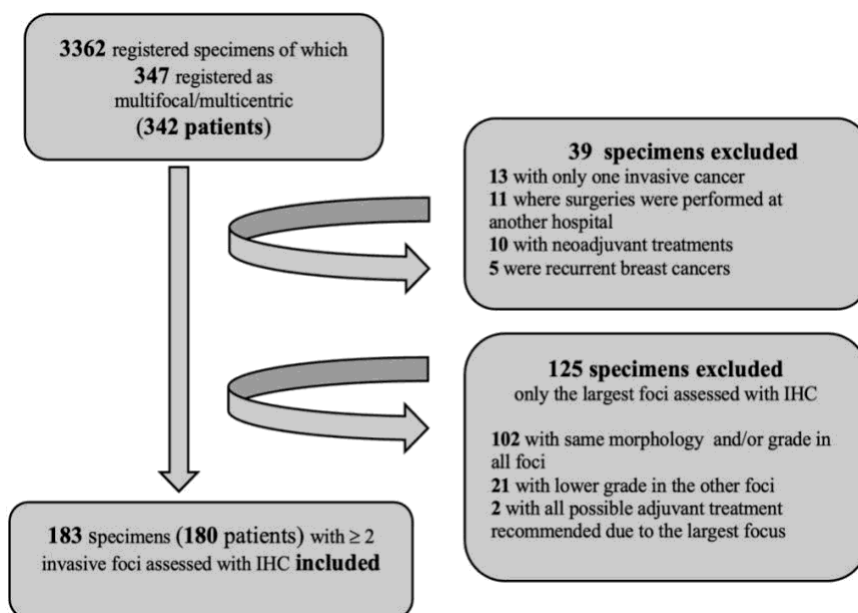 3362 registered specimens of which
347 registered as
multifocal/multicentric
(342 patients)
39 specimens excluded
13 with only one invasive cancer
11 where surgeries were performed at
another hospital
10 with neoadjuvant treatments
5 were recurrent breast cancers
125 specimens excluded
only the largest foci assessed with IHC
102 with same morphology and/or grade in
all foci
21 with lower grade in the other foci
2 with all possible adjuvant treatment
recommended due to the largest focus
183 specimens (180 patients) with ≥ 2
invasive foci assessed with IHC included